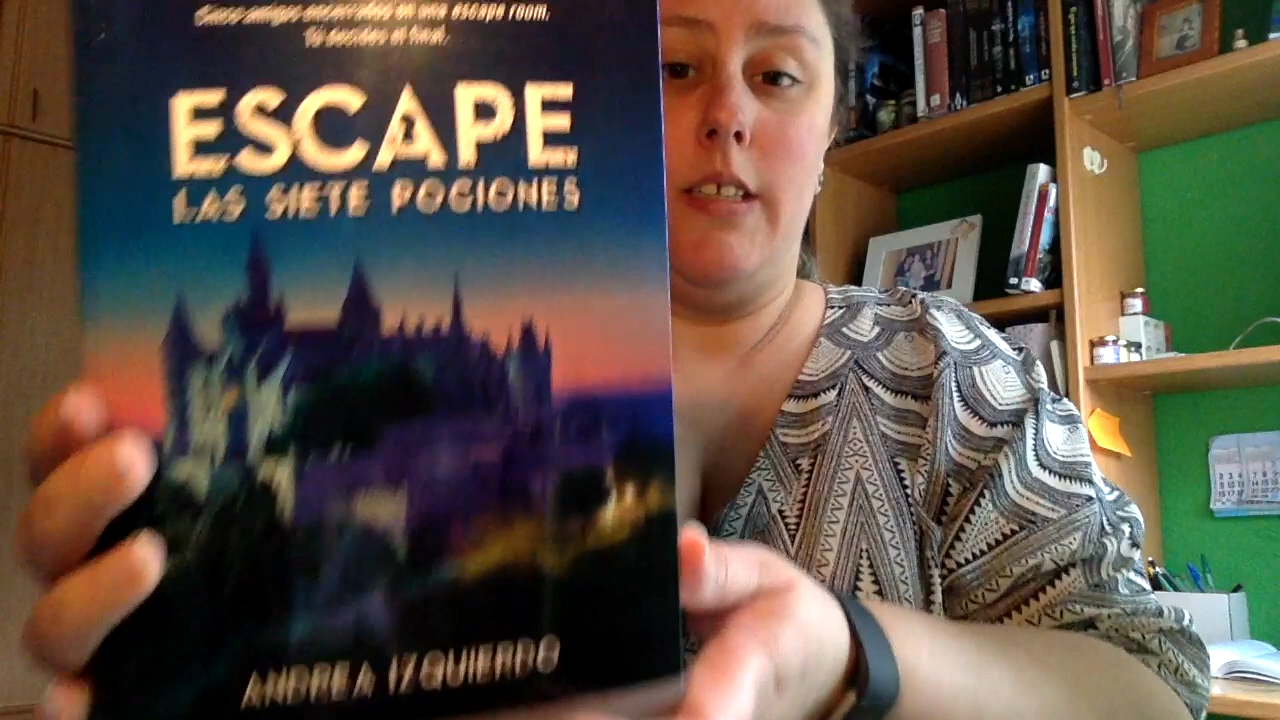 Cinco amigos encerrados en una escape room.
Tú decides el final.
ESCAPE
LAS SIETE POCIONES
ANDREA IZQUIERDO